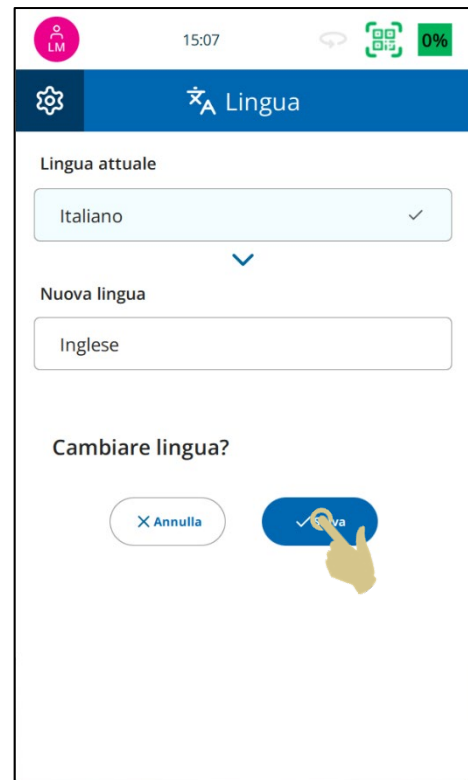 LM
15:07
0%
Lingua
Lingua attuale
Italiano
Nuova lingua
Inglese
Cambiare lingua?
Annulla